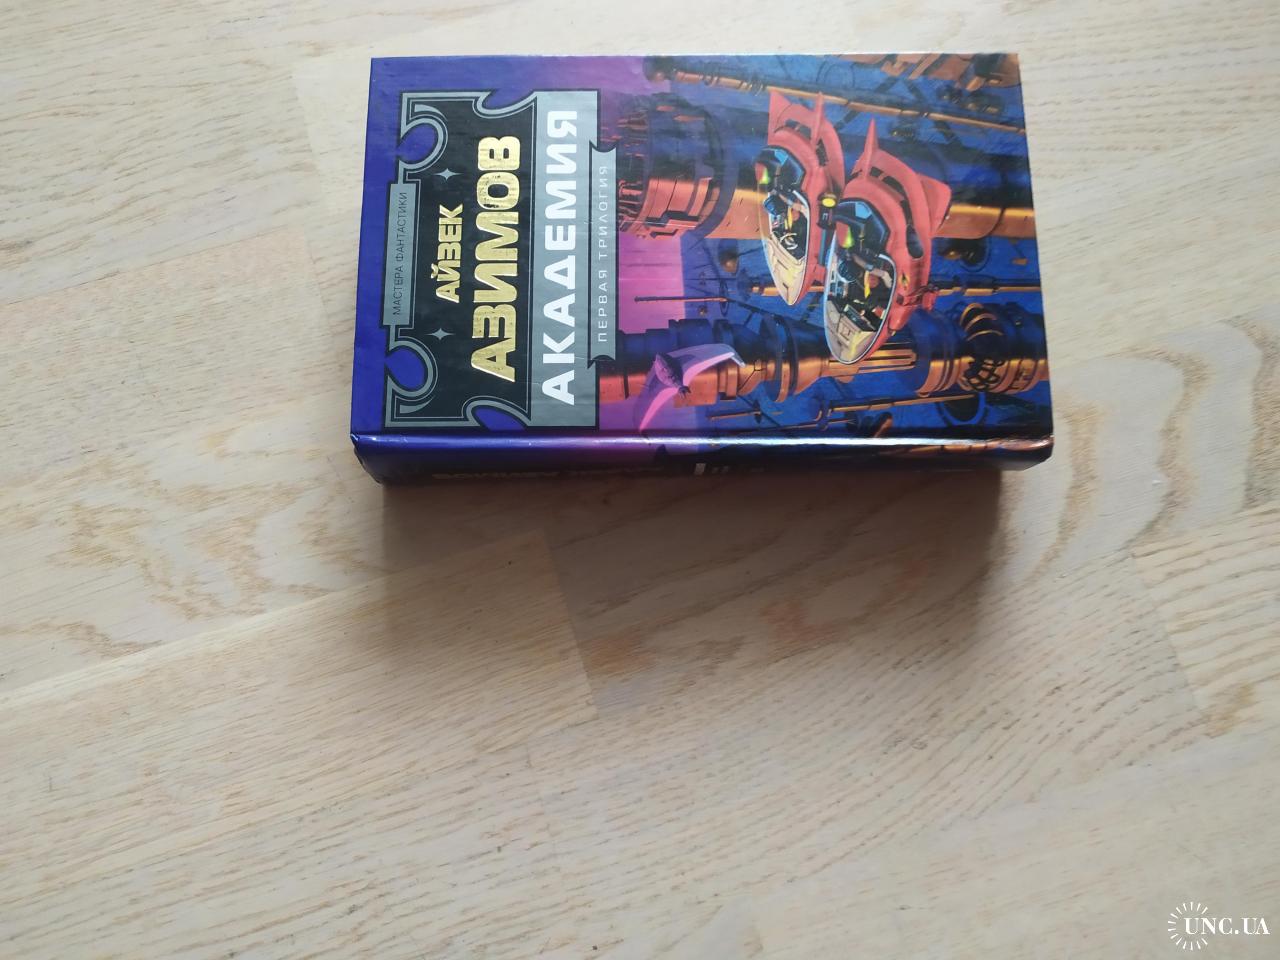 МАСТЕРА ФАНТАСТИКИ
АЙЗЕК
АЗИМОВ
АКАДЕМИЯ
ПЕРВАЯ ТРИЛОГИЯ
UNC.UA